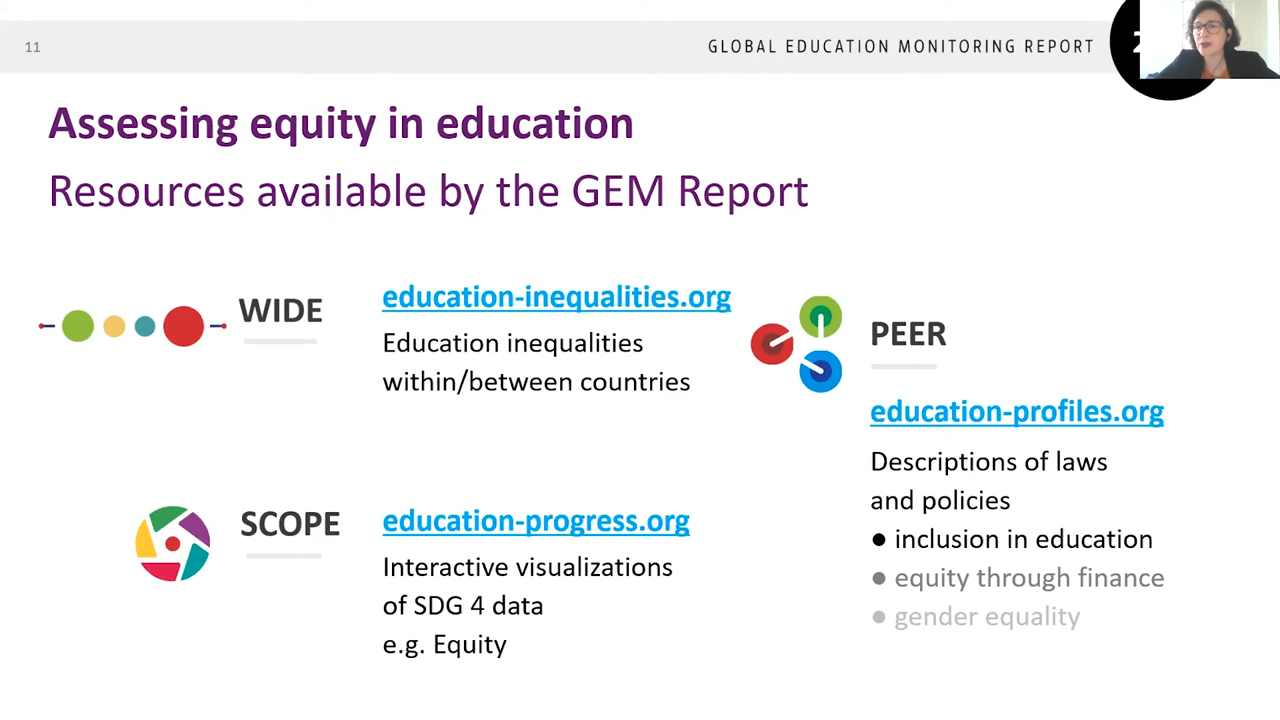 11
GLOBAL EDUCATION MONITORING REPORT
2
Assessing equity in education
Resources available by the GEM Report
WIDE
education-inequalities.org
Education inequalities
within/between countries
SCOPE
education-progress.org
Interactive visualizations
of SDG 4 data
e.g. Equity
PEER
education-profiles.org
Descriptions of laws
and policies
● inclusion in education
● equity through finance
● gender equality